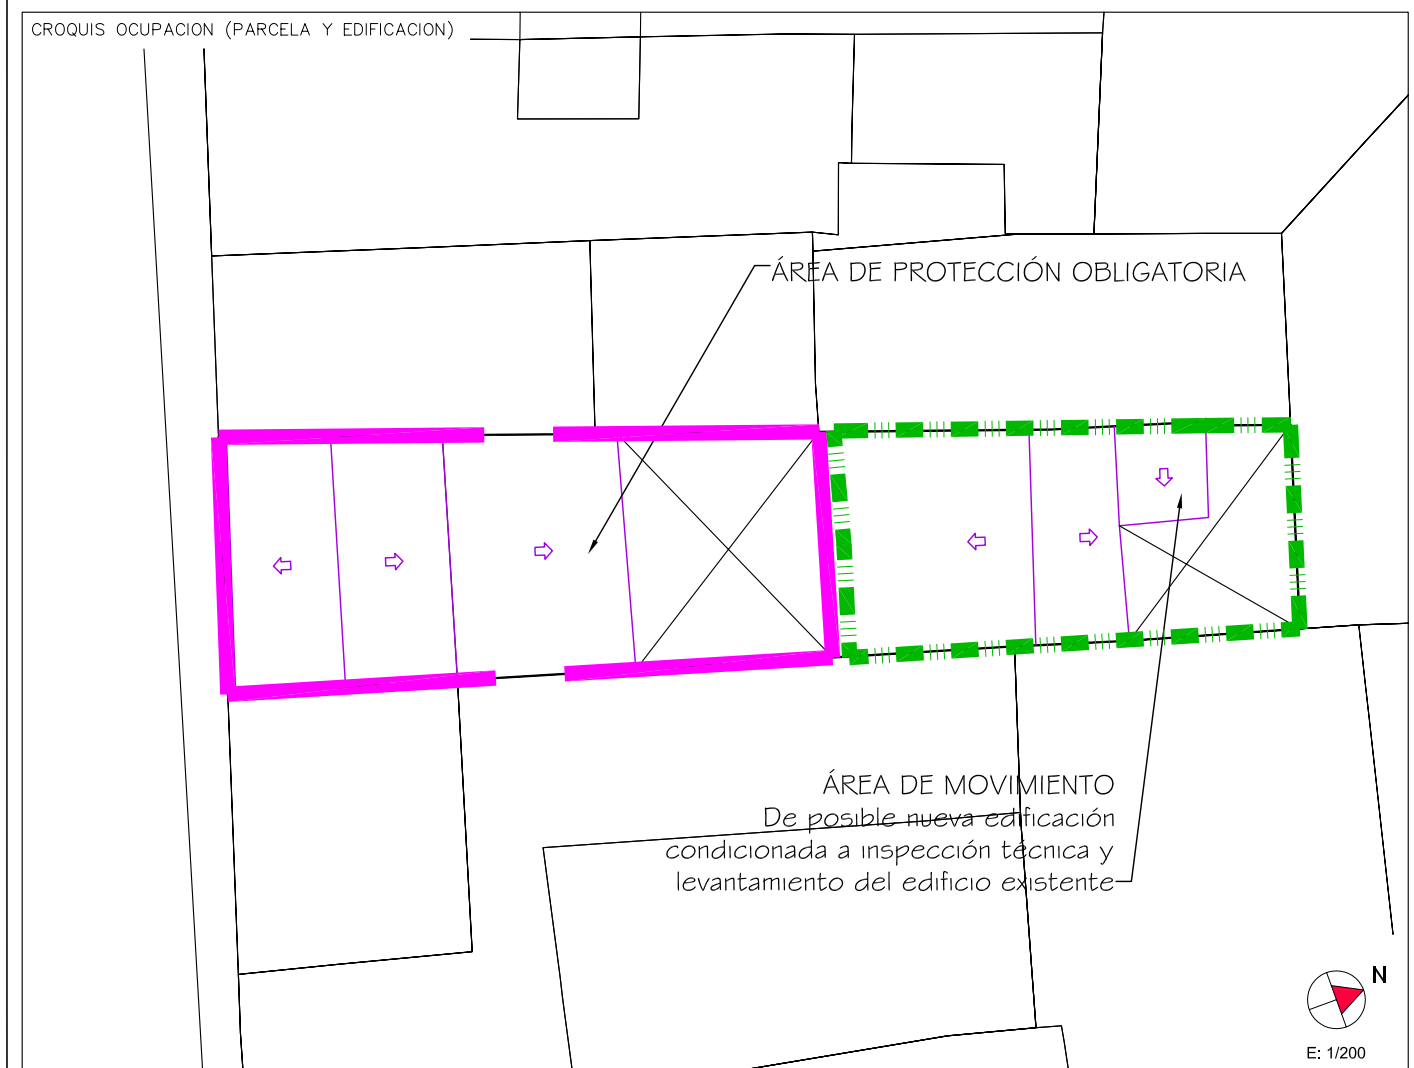 CROQUIS OCUPACION (PARCELA Y EDIFICACION)
ÁREA DE PROTECCIÓN OBLIGATORIA
ÁREA DE MOVIMIENTO
De posible nueva edificación
condicionada a inspección técnica y
levantamiento del edificio existente
N
E: 1/200